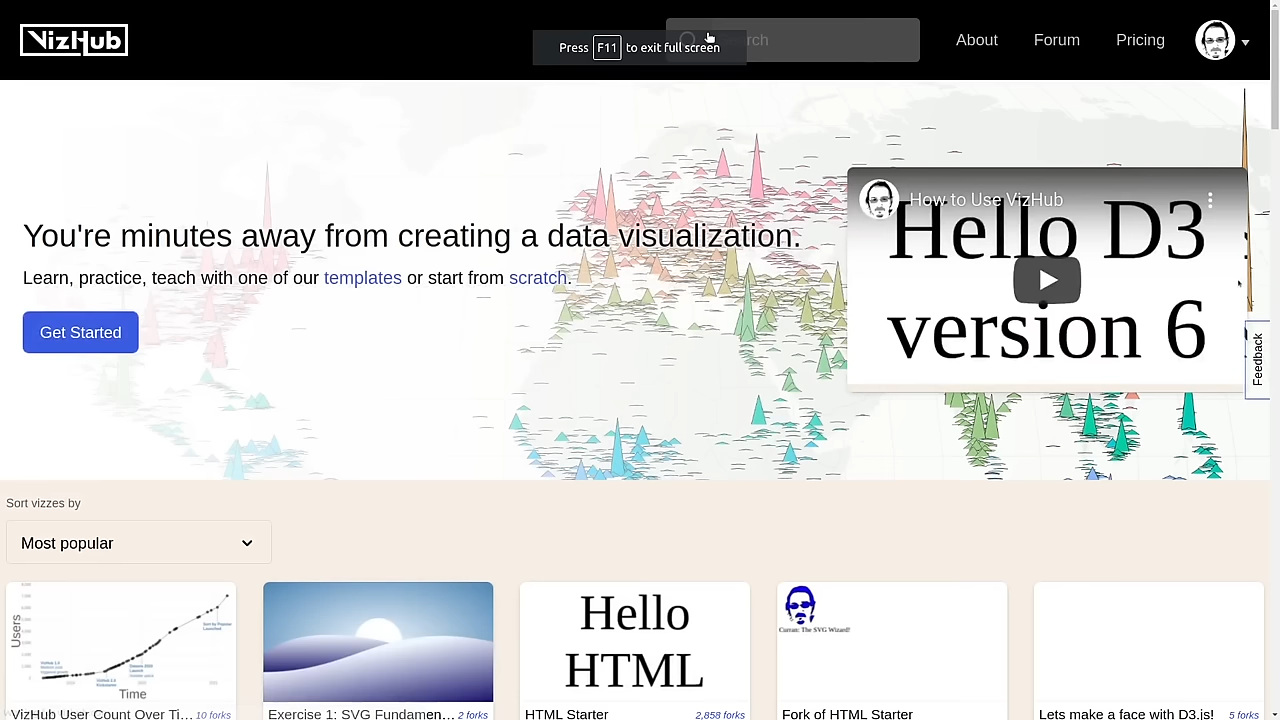 VizHub
Press F11 to exit full screen
Search
About
Forum
Pricing
You're minutes away from creating a data visualization.
Learn, practice, teach with one of our templates or start from scratch.
Get Started
How to Use VizHub
Hello D3
version 6
Feedback
Sort vizzes by
Most popular
Users
Time
Hello
HTML
Curran: The SVG Wizard!
VizHub User Count Over Ti... 10 forks
Exercise 1: SVG Fundamen... 2 forks
HTML Starter 2,858 forks
Fork of HTML Starter
Lets make a face with D3.js! 5 forks